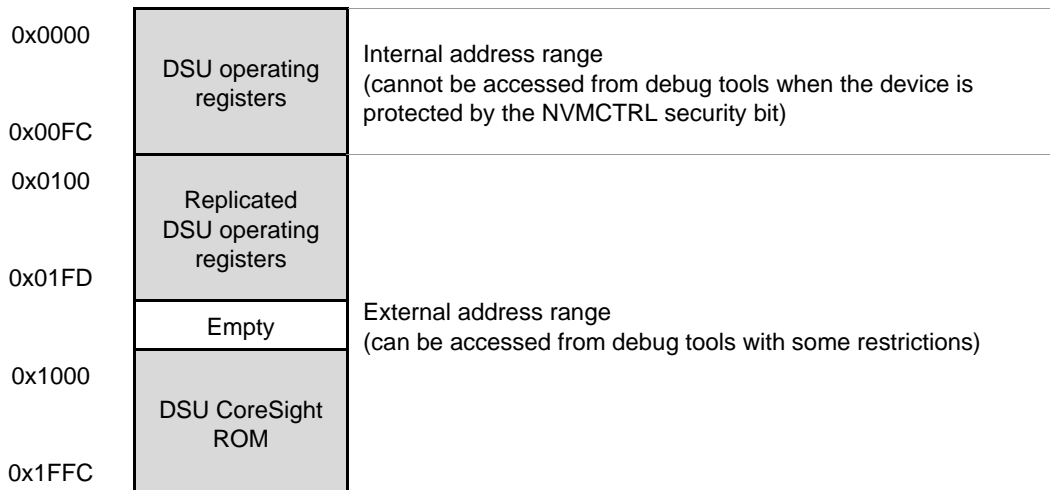 0x0000
DSU operating
registers
Internal address range
(cannot be accessed from debug tools when the device is
protected by the NVMCTRL security bit)
0x00FC
0x0100
Replicated
DSU operating
registers
0x01FD
Empty
External address range
(can be accessed from debug tools with some restrictions)
0x1000
DSU CoreSight
ROM
0x1FFC